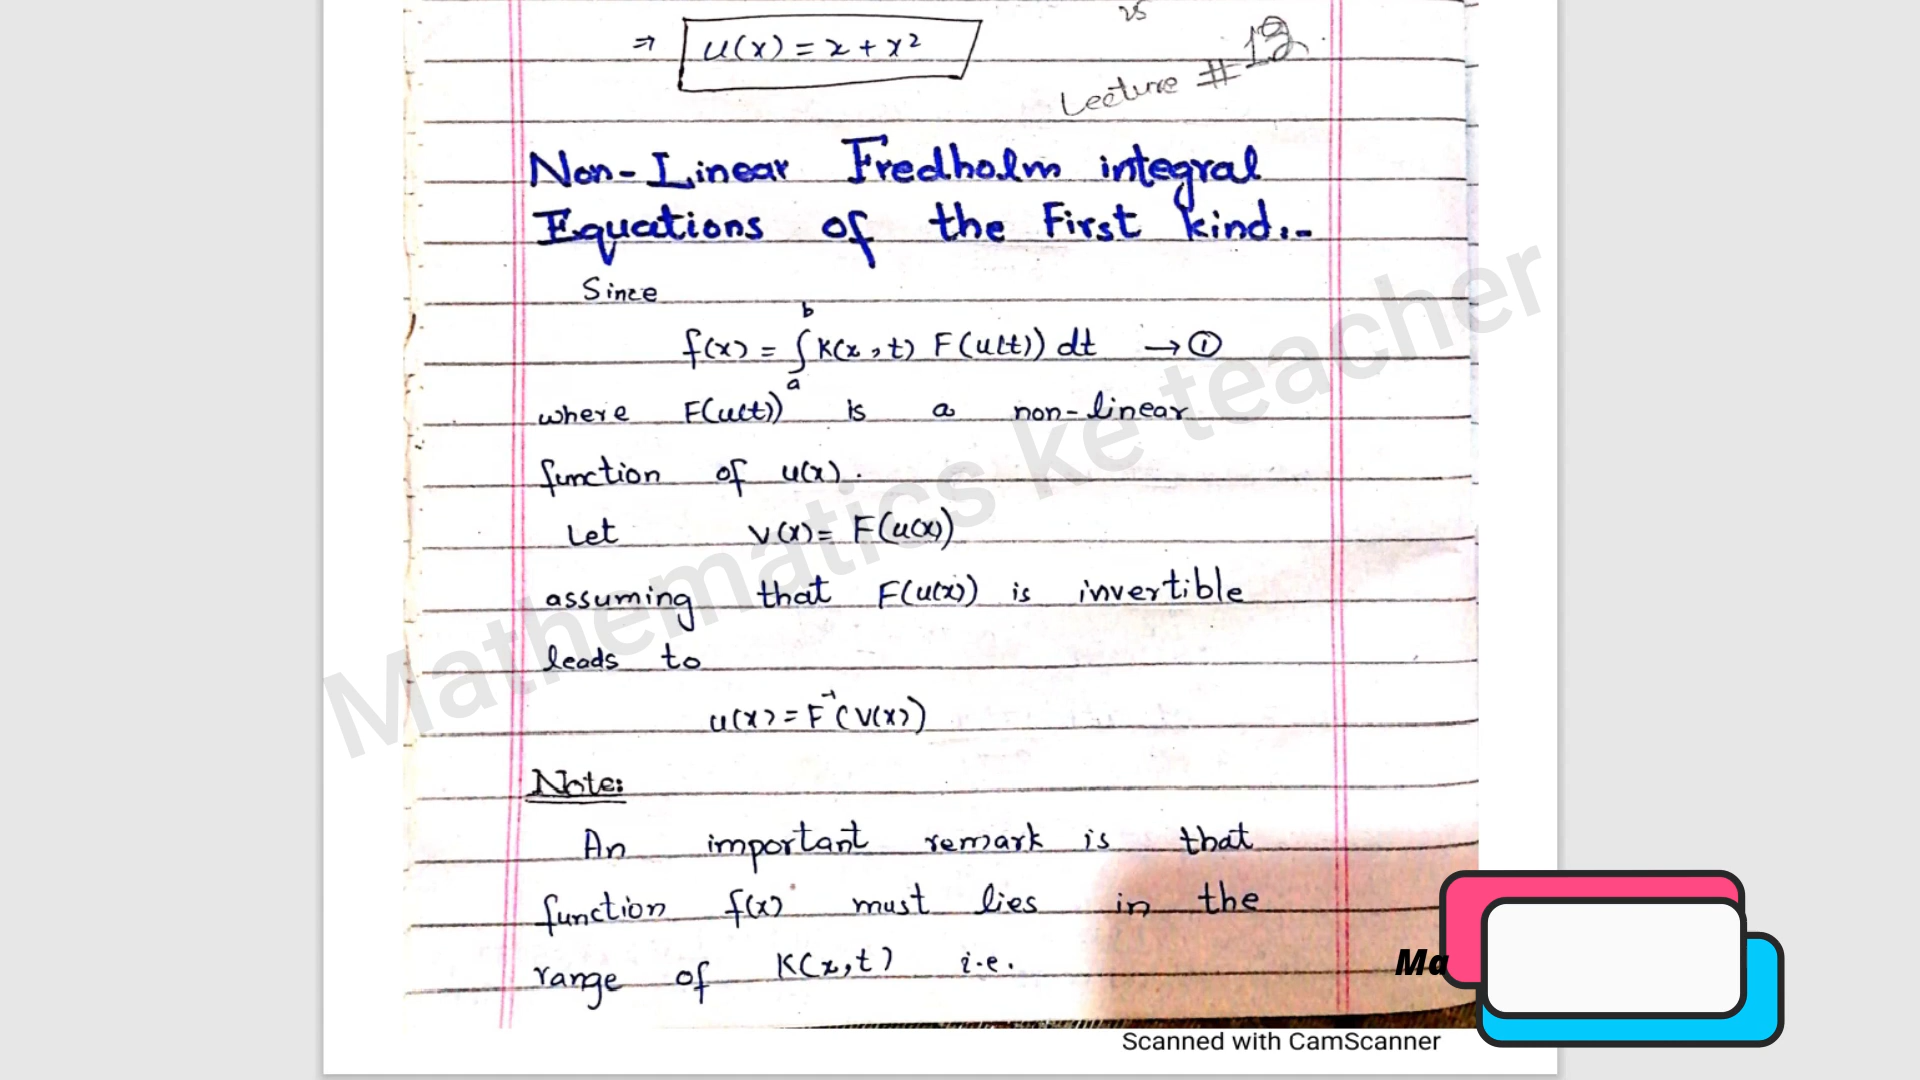 25
⇒ u(x) = x + x²
Lecture #
Non-Linear Fredholm integral
Equations of the First kind:-
Since
f(x) = ∫ₐᵇ K(x,t) F(u(t)) dt → ①
where F(u(t)) is a non-linear
function of u(x).
Let v(x) = F(u(x))
assuming that F(u(x)) is invertible
leads to
u(x) = F⁻¹(v(x))
Note:
An important remark is that
function f(x) must lies in the
range of K(x,t) i.e.
Mathematics ke teacher
Ma
Scanned with CamScanner